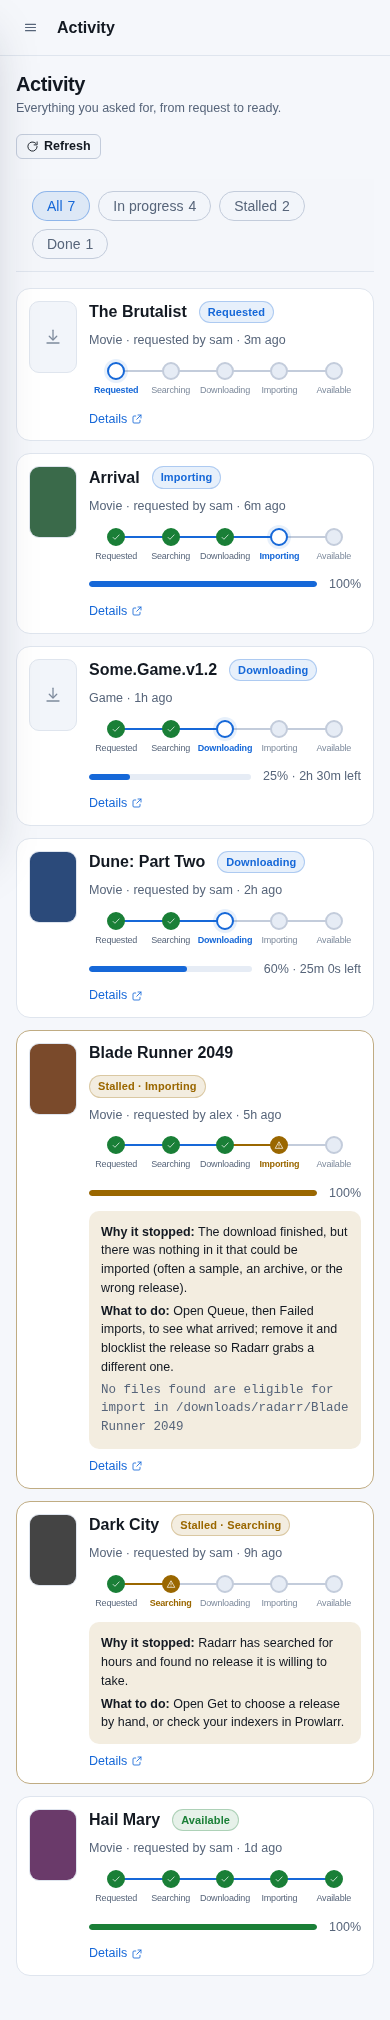 Activity
Activity
Everything you asked for, from request to ready.
Refresh
All 7
In progress 4
Stalled 2
Done 1
The Brutalist
Requested
Movie · requested by sam · 3m ago
Requested Searching Downloading Importing Available
Details
Arrival
Importing
Movie · requested by sam · 6m ago
Requested Searching Downloading Importing Available
100%
Details
Some.Game.v1.2
Downloading
Game · 1h ago
Requested Searching Downloading Importing Available
25% · 2h 30m left
Details
Dune: Part Two
Downloading
Movie · requested by sam · 2h ago
Requested Searching Downloading Importing Available
60% · 25m 0s left
Details
Blade Runner 2049
Stalled · Importing
Movie · requested by alex · 5h ago
Requested Searching Downloading Importing Available
100%
Why it stopped: The download finished, but
there was nothing in it that could be
imported (often a sample, an archive, or the
wrong release).
What to do: Open Queue, then Failed
imports, to see what arrived; remove it and
blocklist the release so Radarr grabs a
different one.
No files found are eligible for
import in /downloads/radarr/Blade
Runner 2049
Details
Dark City
Stalled · Searching
Movie · requested by sam · 9h ago
Requested Searching Downloading Importing Available
Why it stopped: Radarr has searched for
hours and found no release it is willing to
take.
What to do: Open Get to choose a release
by hand, or check your indexers in Prowlarr.
Details
Hail Mary
Available
Movie · requested by sam · 1d ago
Requested Searching Downloading Importing Available
100%
Details